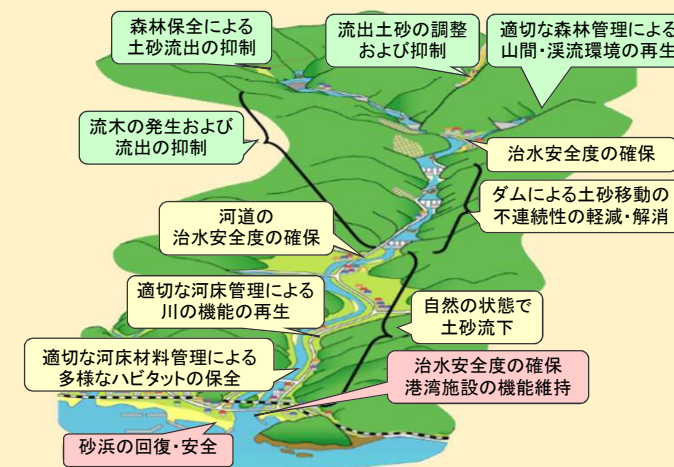 森林保全による
土砂流出の抑制
流出土砂の調整
および抑制
適切な森林管理による
山間・渓流環境の再生
流木の発生および
流出の抑制
治水安全度の確保
ダムによる土砂移動の
不連続性の軽減・解消
河道の
治水安全度の確保
適切な河床管理による
川の機能の再生
自然の状態で
土砂流下
適切な河床材料管理による
多様なハビタットの保全
治水安全度の確保
港湾施設の機能維持
砂浜の回復・安全